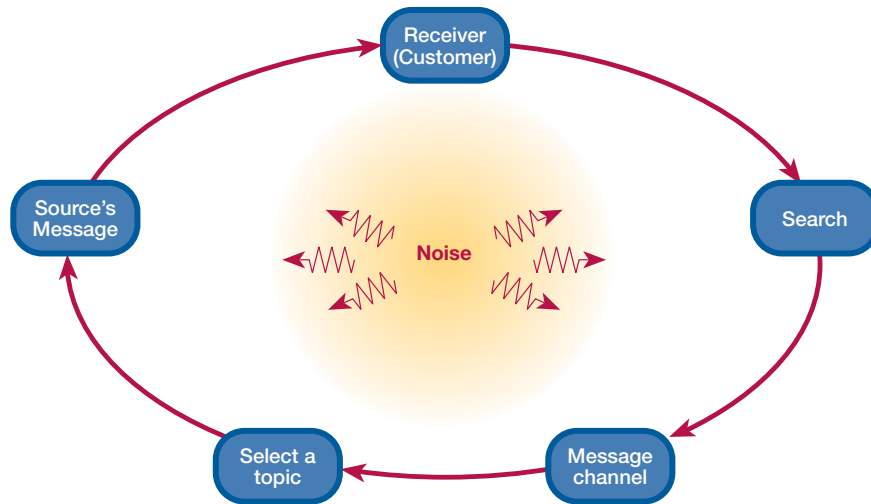 Receiver
(Customer)
Source's
Message
Search
Noise
Select a
topic
Message
channel